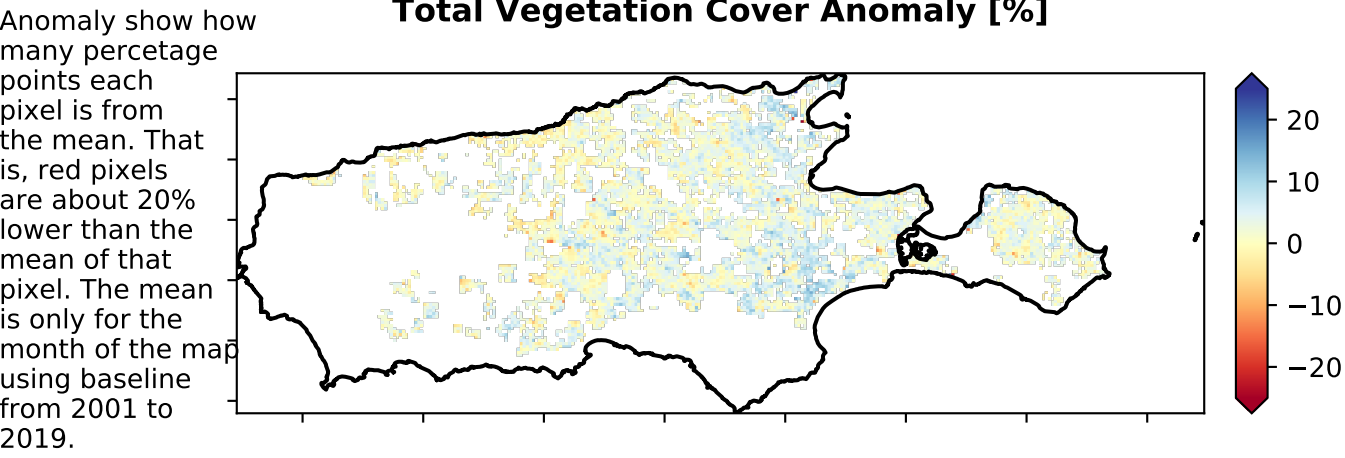 Total Vegetation Cover Anomaly [%]
Anomaly show how
many percetage
points each
pixel is from
the mean. That
is, red pixels
are about 20%
lower than the
mean of that
pixel. The mean
is only for the
month of the map
using baseline
from 2001 to
2019.
20
10
0
−10
−20